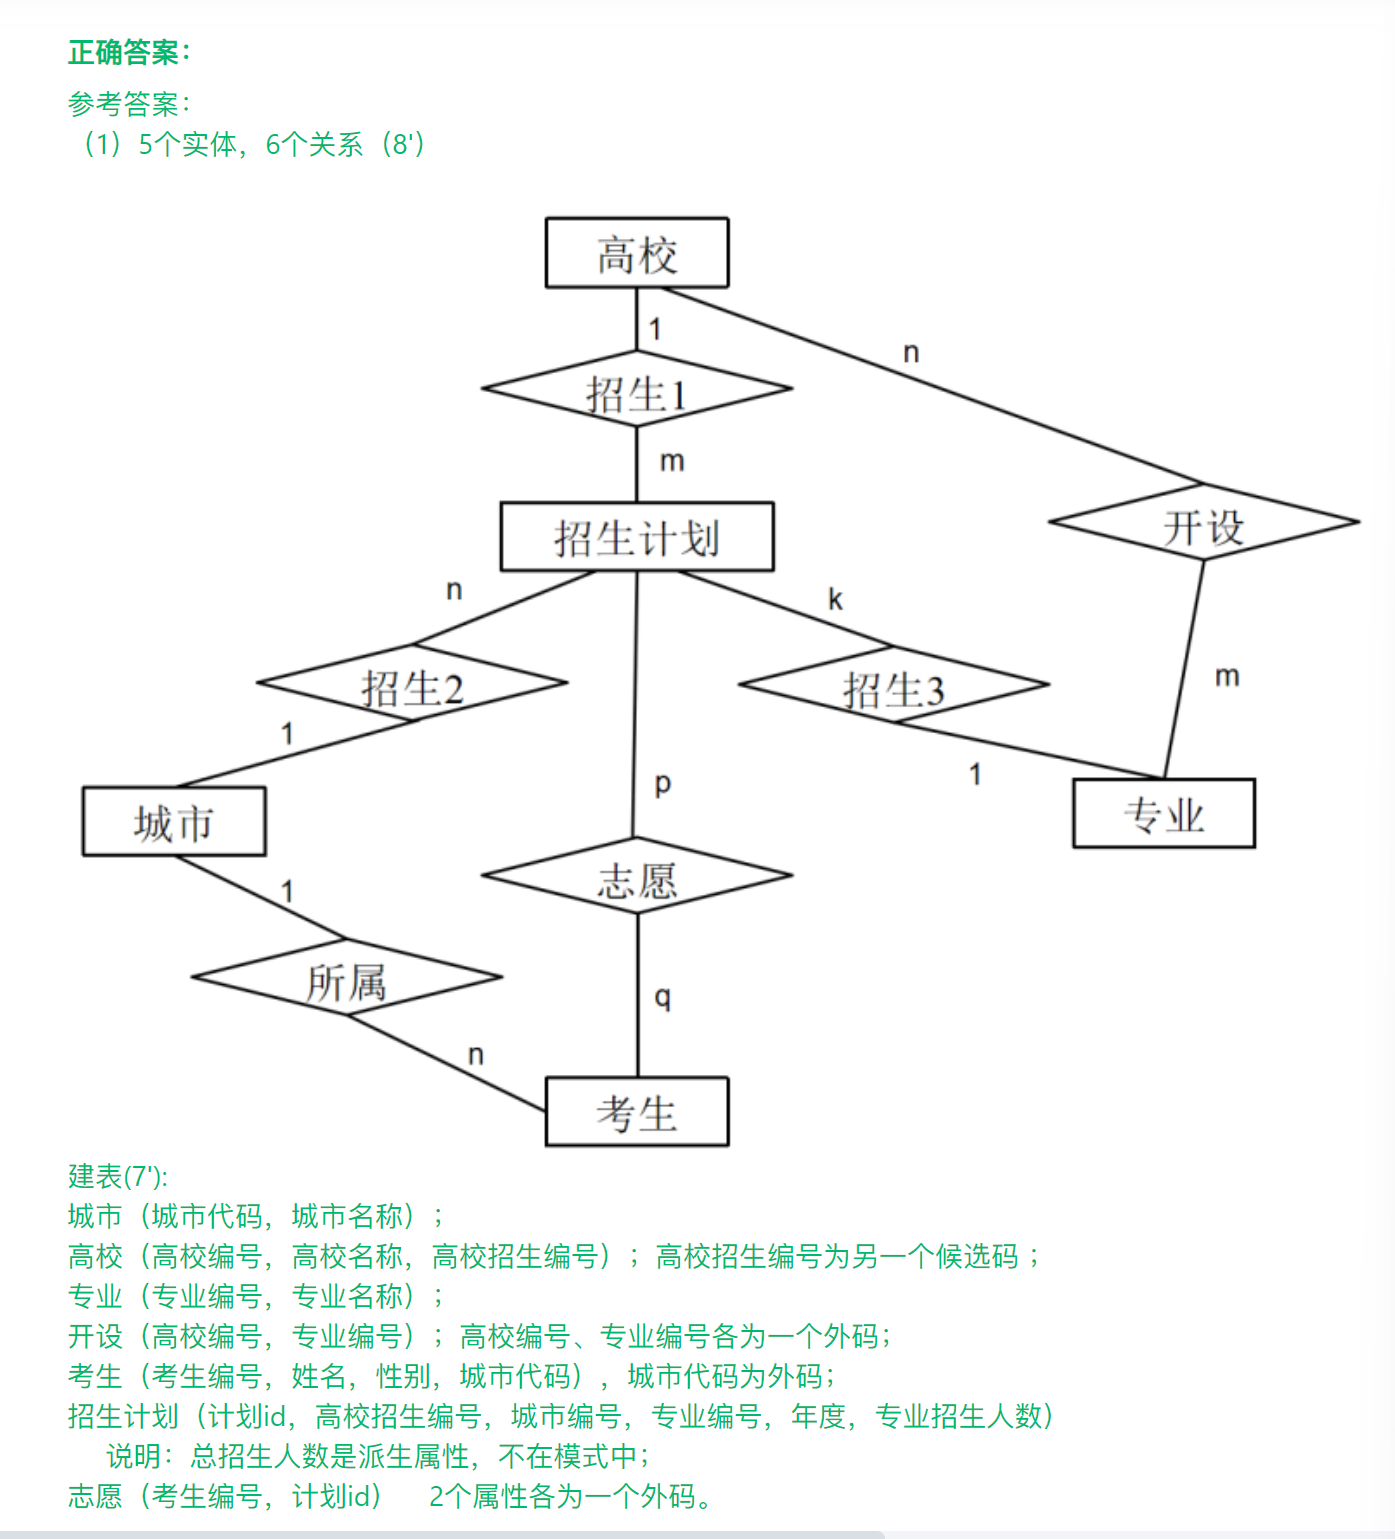 正确答案：
参考答案：
（1）5个实体，6个关系（8'）
高校
1
n
招生1
m
开设
招生计划
n
k
招生2
招生3
m
1
p
1
城市
专业
志愿
1
所属
q
n
考生
建表(7'):
城市（城市代码，城市名称）；
高校（高校编号，高校名称，高校招生编号）；高校招生编号为另一个候选码；
专业（专业编号，专业名称）；
开设（高校编号，专业编号）；高校编号、专业编号各为一个外码；
考生（考生编号，姓名，性别，城市代码），城市代码为外码；
招生计划（计划id，高校招生编号，城市编号，专业编号，年度，专业招生人数）
说明：总招生人数是派生属性，不在模式中；
志愿（考生编号，计划id） 2个属性各为一个外码。